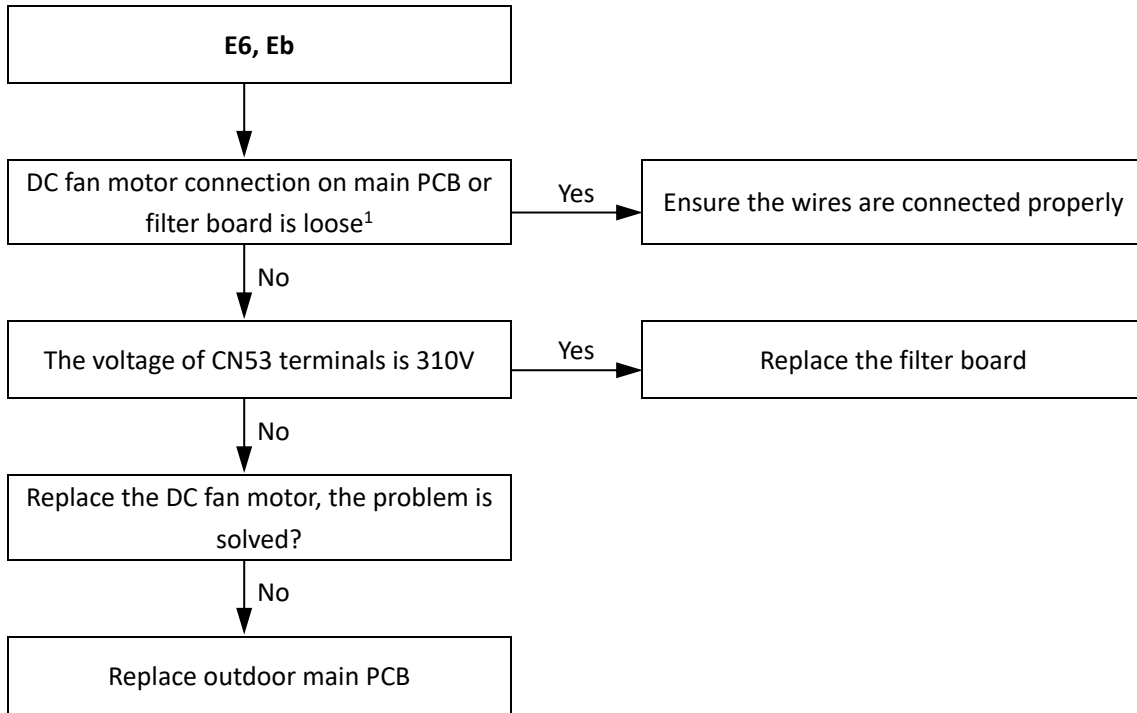 E6, Eb
DC fan motor connection on main PCB or
filter board is loose¹
Yes
Ensure the wires are connected properly
No
The voltage of CN53 terminals is 310V
Yes
Replace the filter board
No
Replace the DC fan motor, the problem is
solved?
No
Replace outdoor main PCB